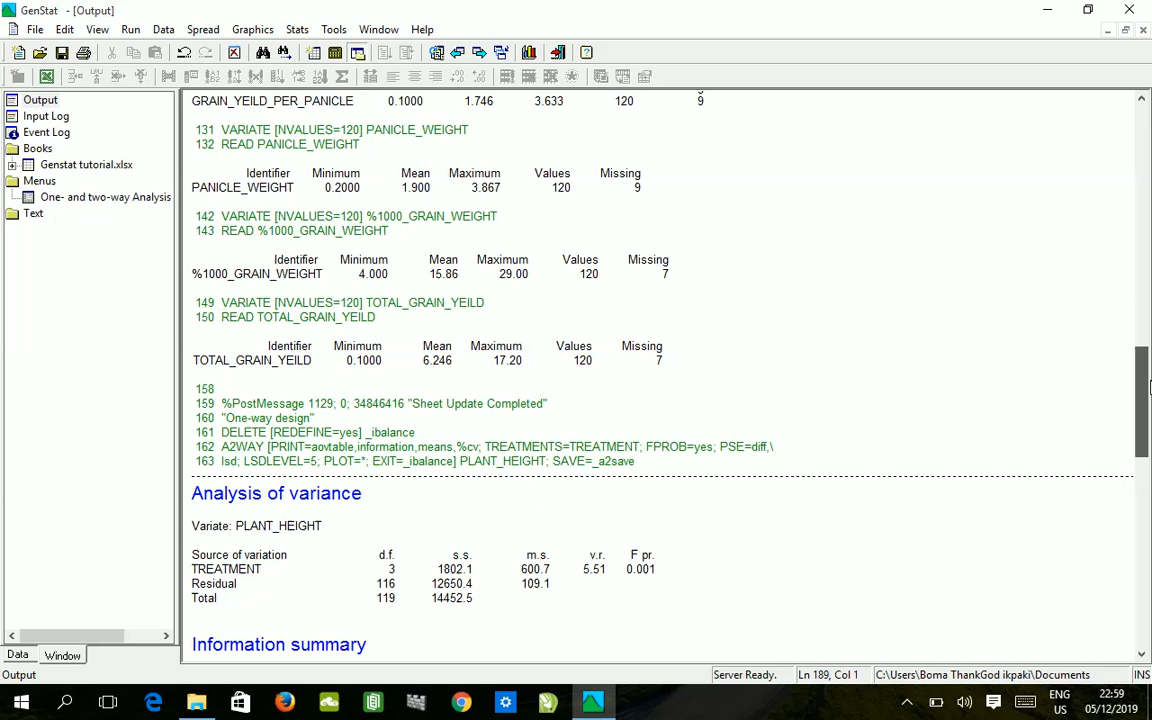 GenStat - [Output]
File Edit View Run Data Spread Graphics Stats Tools Window Help
Output
Input Log
Event Log
Books
Genstat tutorial.xlsx
Menus
One- and two-way Analysis
Text
GRAIN_YEILD_PER_PANICLE 0.1000 1.746 3.633 120 9
131 VARIATE [NVALUES=120] PANICLE_WEIGHT
132 READ PANICLE_WEIGHT
Identifier Minimum Mean Maximum Values Missing
PANICLE_WEIGHT 0.2000 1.900 3.867 120 9
142 VARIATE [NVALUES=120] %1000_GRAIN_WEIGHT
143 READ %1000_GRAIN_WEIGHT
Identifier Minimum Mean Maximum Values Missing
%1000_GRAIN_WEIGHT 4.000 15.86 29.00 120 7
149 VARIATE [NVALUES=120] TOTAL_GRAIN_YEILD
150 READ TOTAL_GRAIN_YEILD
Identifier Minimum Mean Maximum Values Missing
TOTAL_GRAIN_YEILD 0.1000 6.246 17.20 120 7
158
159 %PostMessage 1129; 0; 34846416 "Sheet Update Completed"
160 "One-way design"
161 DELETE [REDEFINE=yes] _ibalance
162 A2WAY [PRINT=aovtable,information,means,%cv; TREATMENTS=TREATMENT; FPROB=yes; PSE=diff,\
163 lsd; LSDLEVEL=5; PLOT=*; EXIT=_ibalance] PLANT_HEIGHT; SAVE=_a2save
Analysis of variance
Variate: PLANT_HEIGHT
Source of variation d.f. s.s. m.s. v.r. F pr.
TREATMENT 3 1802.1 600.7 5.51 0.001
Residual 116 12650.4 109.1
Total 119 14452.5
Information summary
Data Window
Output Server Ready. Ln 189, Col 1 C:\Users\Boma ThankGod ikpaki\Documents INS
ENG
US
22:59
05/12/2019